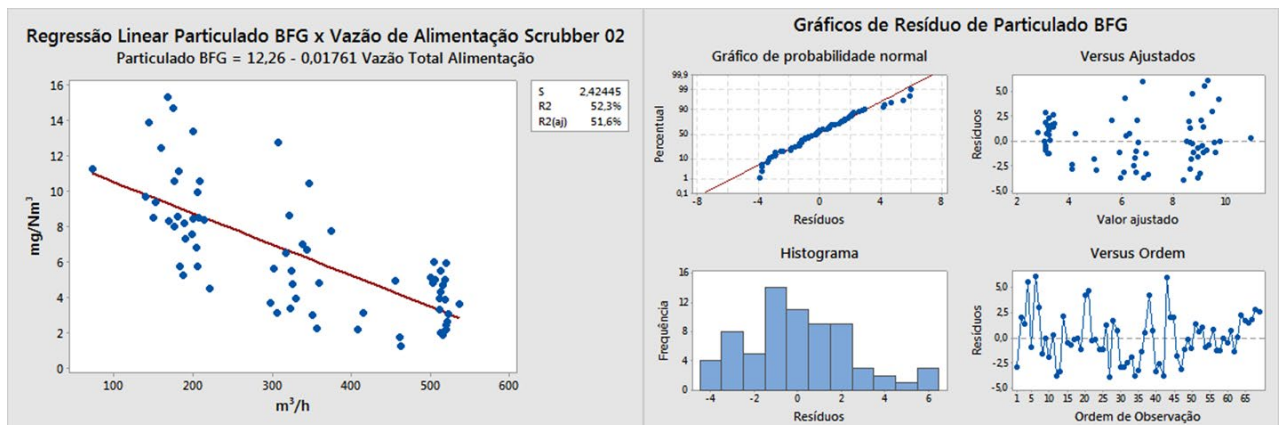 Regressão Linear Particulado BFG x Vazão de Alimentação Scrubber 02
Particulado BFG = 12,26 - 0,01761 Vazão Total Alimentação
S 2,42445
R2 52,3%
R2(aj) 51,6%
16
14
12
10
8
6
4
2
0
mg/Nm³
100 200 300 400 500 600
m³/h
Gráficos de Resíduo de Particulado BFG
Gráfico de probabilidade normal
99,9
99
90
50
10
1
0,1
Percentual
-8 -4 0 4 8
Resíduos
Versus Ajustados
5,0
2,5
0,0
-2,5
-5,0
Resíduos
2 4 6 8 10
Valor ajustado
Histograma
16
12
8
4
0
Frequência
-4 -2 0 2 4 6
Resíduos
Versus Ordem
5,0
2,5
0,0
-2,5
-5,0
Resíduos
1 5 10 15 20 25 30 35 40 45 50 55 60 65
Ordem de Observação